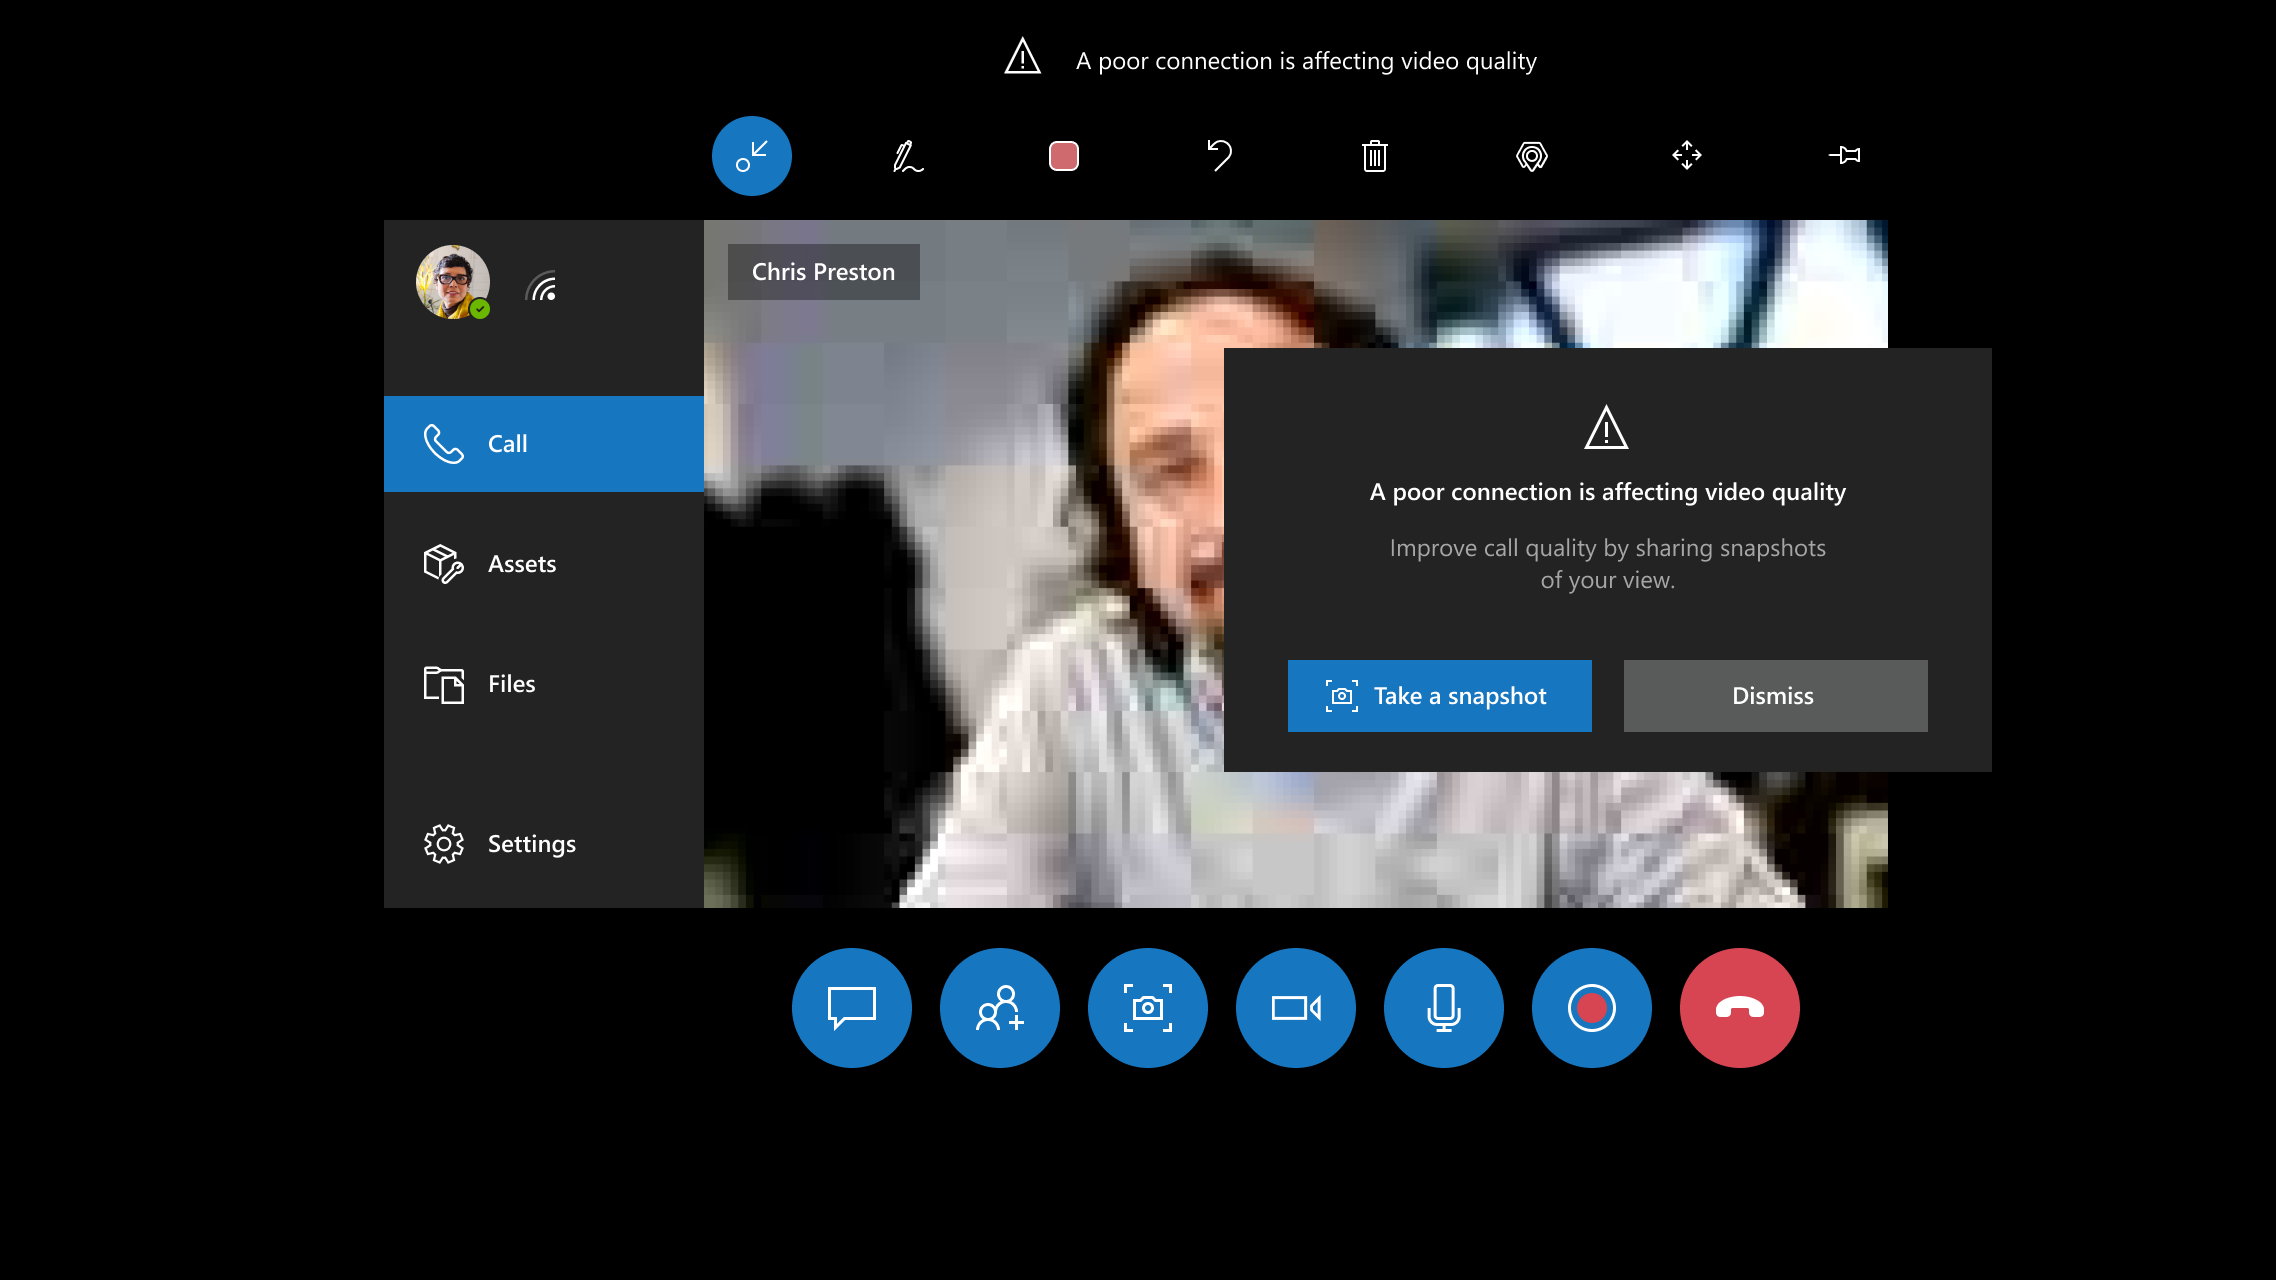 A poor connection is affecting video quality
Chris Preston
Call
Assets
Files
Settings
A poor connection is affecting video quality
Improve call quality by sharing snapshots
of your view.
Take a snapshot
Dismiss